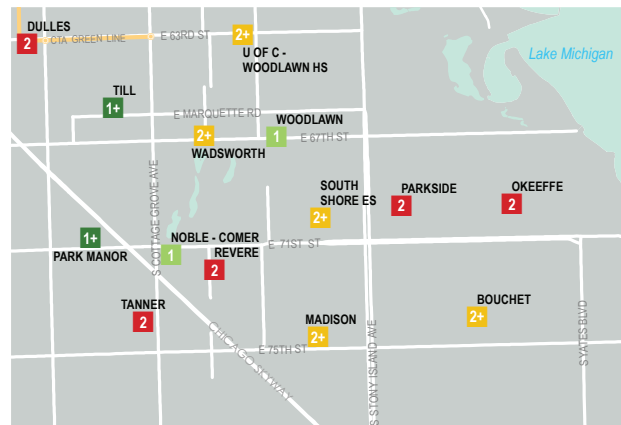 DULLES
2
CTA GREEN LINE
E 63RD ST
2+
U OF C -
WOODLAWN HS
Lake Michigan
TILL
1+
E MARQUETTE RD
WOODLAWN
2+
1
E 67TH ST
WADSWORTH
SOUTH
SHORE ES
2+
PARKSIDE
2
OKEEFFE
2
S COTTAGE GROVE AVE
1+
PARK MANOR
NOBLE - COMER
1
REVERE
2
E 71ST ST
TANNER
2
CHICAGO SKYWAY
MADISON
2+
E 75TH ST
BOUCHET
2+
S STONY ISLAND AVE
SYATES BLVD